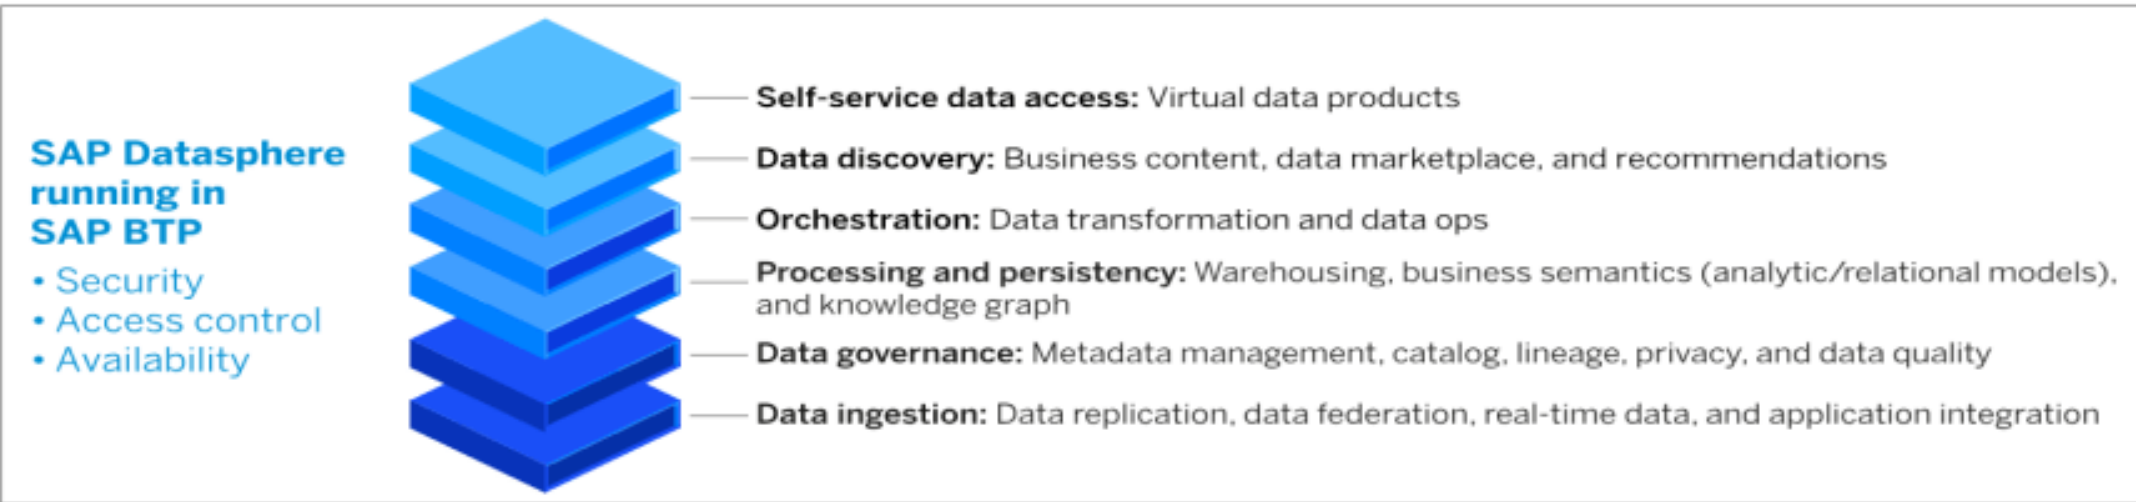 SAP Datasphere
running in
SAP BTP
• Security
• Access control
• Availability
Self-service data access: Virtual data products
Data discovery: Business content, data marketplace, and recommendations
Orchestration: Data transformation and data ops
Processing and persistency: Warehousing, business semantics (analytic/relational models),
and knowledge graph
Data governance: Metadata management, catalog, lineage, privacy, and data quality
Data ingestion: Data replication, data federation, real-time data, and application integration